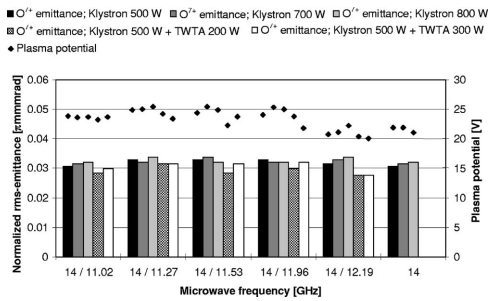 O7+ emittance; Klystron 500 W O7+ emittance; Klystron 700 W O7+ emittance; Klystron 800 W
O7+ emittance; Klystron 500 W + TWTA 200 W O7+ emittance; Klystron 500 W + TWTA 300 W
Plasma potential
Normalized rms-emittance [πmmmrad]
0.06
0.05
0.04
0.03
0.02
0.01
0
30
25
20
15
10
5
0
Plasma potential [V]
14 / 11.02 14 / 11.27 14 / 11.53 14 / 11.96 14 / 12.19 14
Microwave frequency [GHz]